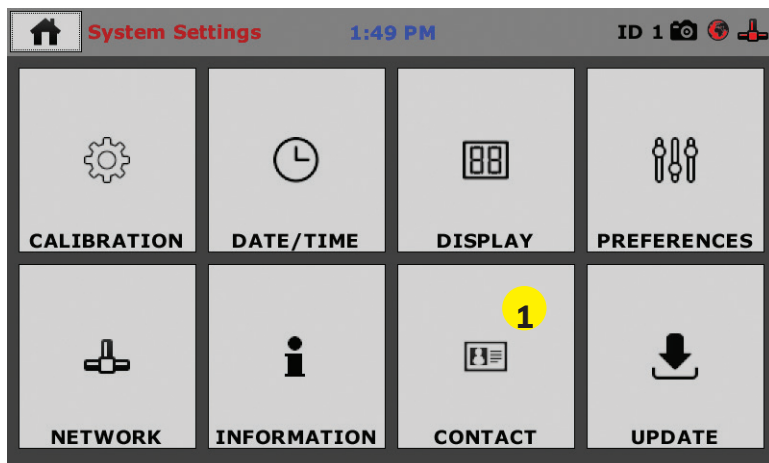 System Settings 1:49 PM ID 1
CALIBRATION DATE/TIME DISPLAY PREFERENCES
1
NETWORK INFORMATION CONTACT UPDATE